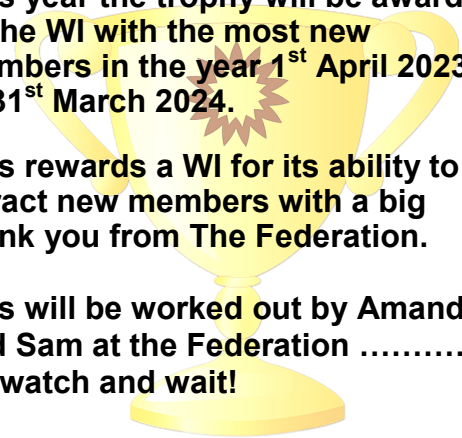 s year the trophy will be award
he WI with the most new
mbers in the year 1st April 2023
31st March 2024.
s rewards a WI for its ability to
ract new members with a big
nk you from The Federation.
s will be worked out by Amand
d Sam at the Federation ..........
watch and wait!